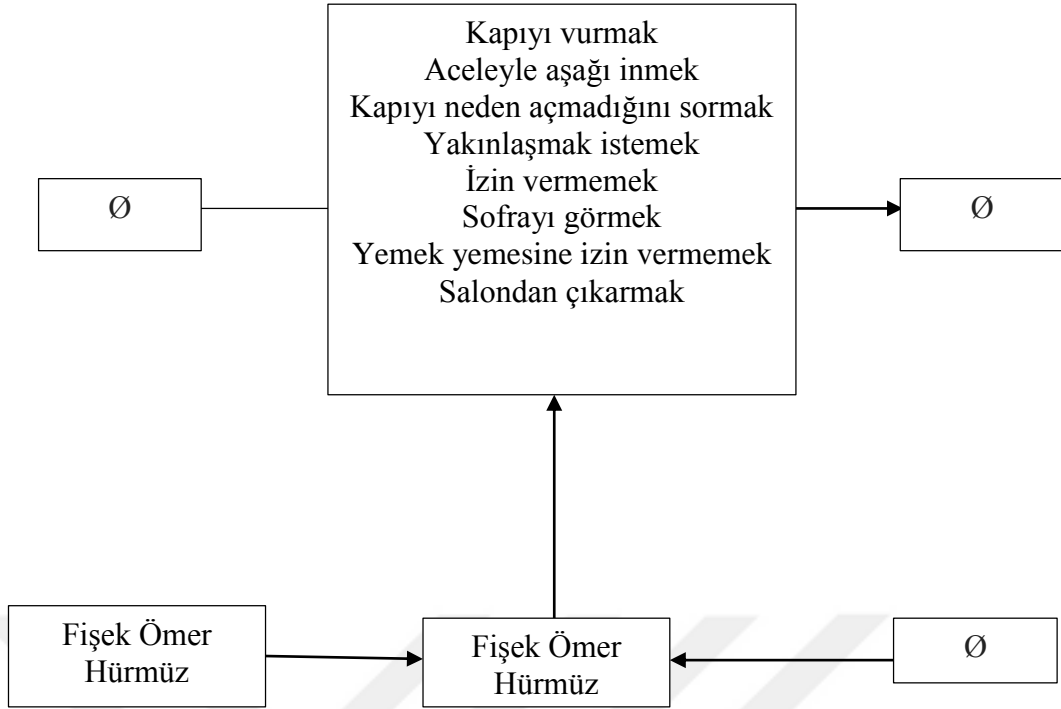 Kapıyı vurmak
Aceleyle aşağı inmek
Kapıyı neden açmadığını sormak
Yakınlaşmak istemek
İzin vermemek
Sofrayı görmek
Yemek yemesine izin vermemek
Salondan çıkarmak
Ø
Ø
Fişek Ömer
Hürmüz
Fişek Ömer
Hürmüz
Ø